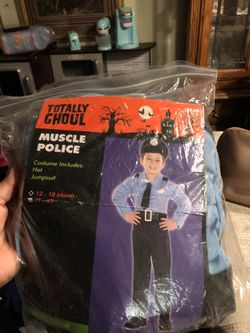 TOTALLY
GHOUL
MUSCLE
POLICE
Costume Includes:
Hat
Jumpsuit
12 - 18 Month